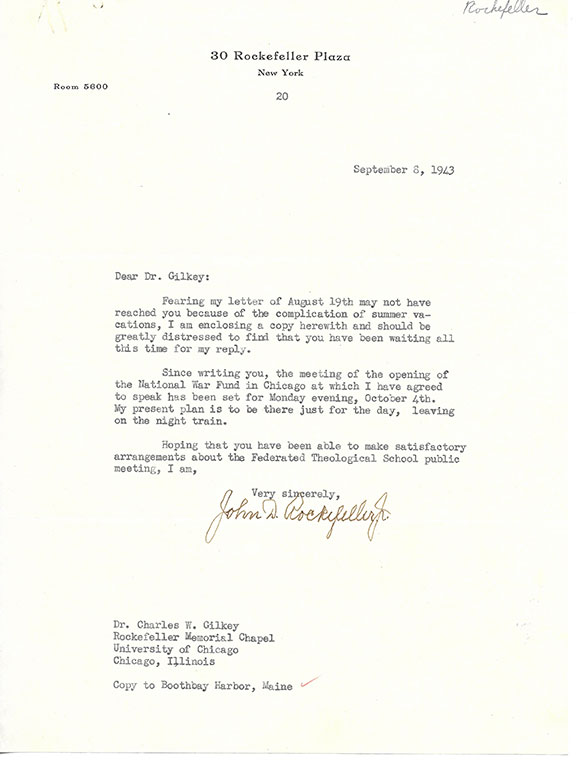 Rockefeller
30 Rockefeller Plaza
New York
Room 5600
20
September 8, 1943
Dear Dr. Gilkey:
Fearing my letter of August 19th may not have
reached you because of the complication of summer va-
cations, I am enclosing a copy herewith and should be
greatly distressed to find that you have been waiting all
this time for my reply.
Since writing you, the meeting of the opening of
the National War Fund in Chicago at which I have agreed
to speak has been set for Monday evening, October 4th.
My present plan is to be there just for the day, leaving
on the night train.
Hoping that you have been able to make satisfactory
arrangements about the Federated Theological School public
meeting, I am,
Very sincerely,
John D. Rockefeller Jr.
Dr. Charles W. Gilkey
Rockefeller Memorial Chapel
University of Chicago
Chicago, Illinois
Copy to Boothbay Harbor, Maine